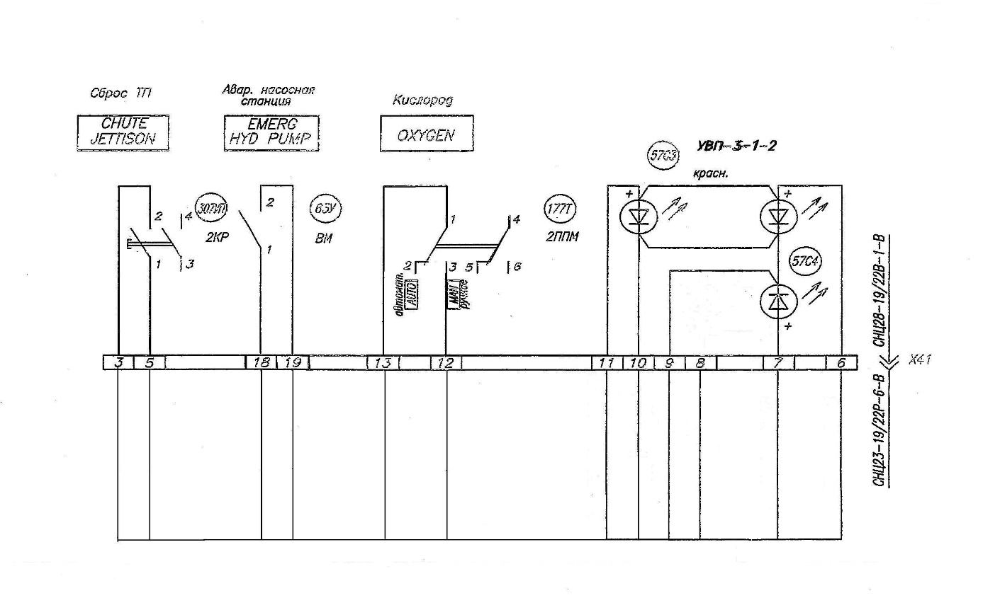 Сброс ТП
CHUTE
JETTISON
Авар. насосная
станция
EMERG
HYD PUMP
Кислород
OXYGEN
57С3
УВП-3-1-2
красн.
2
4
2КР
1
3
2
1
65У
ВМ
1
4
177Т
2ППМ
2
3
5
6
автомат.
AUTO
MAN
ручное
+
+
57С4
+
3
5
18
19
13
12
11
10
9
8
7
6
СНЦ28-19/22В-1-В
Х41
СНЦ23-19/22Р-6-В